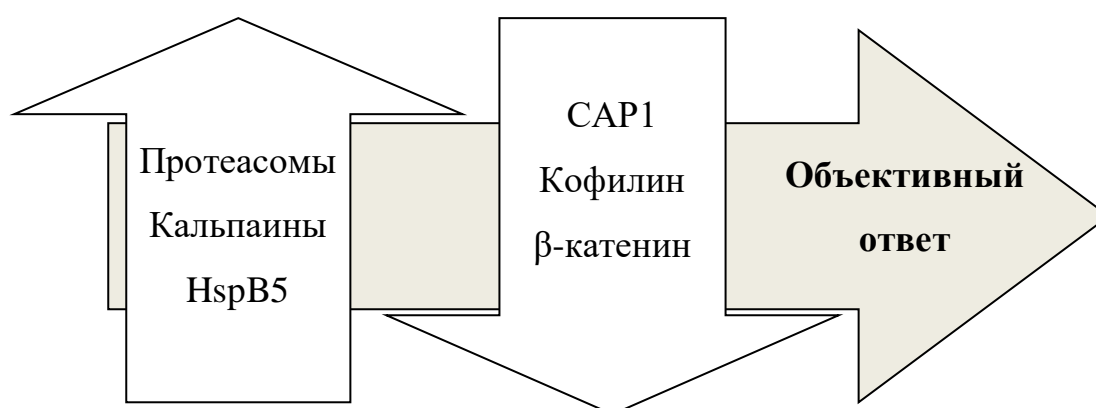 Протеасомы
Кальпаины
HspB5
CAP1
Кофилин
β-катенин
Объективный
ответ